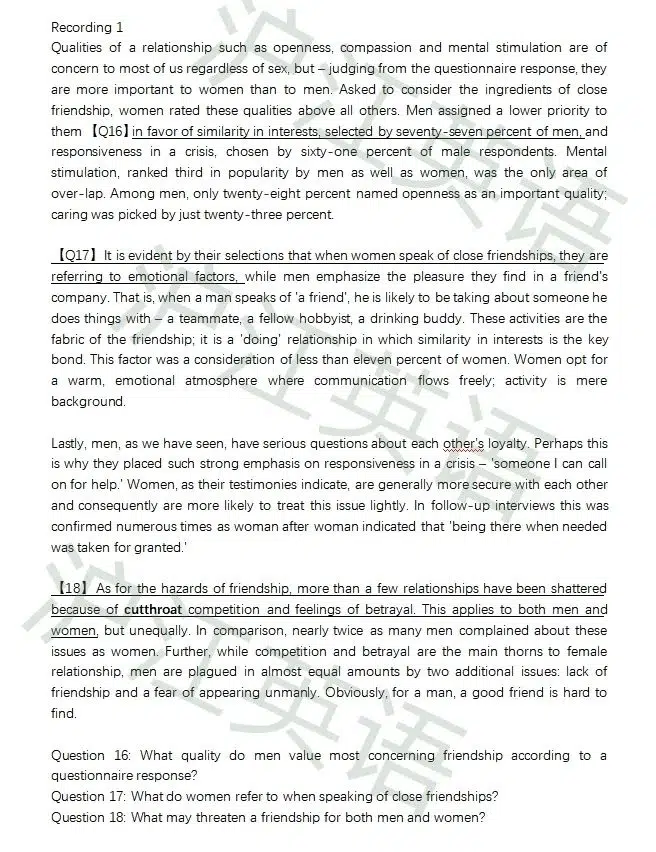 Recording 1
Qualities of a relationship such as openness, compassion and mental stimulation are of
concern to most of us regardless of sex, but – judging from the questionnaire response, they
are more important to women than to men. Asked to consider the ingredients of close
friendship, women rated these qualities above all others. Men assigned a lower priority to
them 【Q16】in favor of similarity in interests, selected by seventy-seven percent of men, and
responsiveness in a crisis, chosen by sixty-one percent of male respondents. Mental
stimulation, ranked third in popularity by men as well as women, was the only area of
over-lap. Among men, only twenty-eight percent named openness as an important quality;
caring was picked by just twenty-three percent.
【Q17】It is evident by their selections that when women speak of close friendships, they are
referring to emotional factors, while men emphasize the pleasure they find in a friend's
company. That is, when a man speaks of 'a friend', he is likely to be taking about someone he
does things with – a teammate, a fellow hobbyist, a drinking buddy. These activities are the
fabric of the friendship; it is a 'doing' relationship in which similarity in interests is the key
bond. This factor was a consideration of less than eleven percent of women. Women opt for
a warm, emotional atmosphere where communication flows freely; activity is mere
background.
Lastly, men, as we have seen, have serious questions about each other's loyalty. Perhaps this
is why they placed such strong emphasis on responsiveness in a crisis – 'someone I can call
on for help.' Women, as their testimonies indicate, are generally more secure with each other
and consequently are more likely to treat this issue lightly. In follow-up interviews this was
confirmed numerous times as woman after woman indicated that 'being there when needed
was taken for granted.'
【18】As for the hazards of friendship, more than a few relationships have been shattered
because of cutthroat competition and feelings of betrayal. This applies to both men and
women, but unequally. In comparison, nearly twice as many men complained about these
issues as women. Further, while competition and betrayal are the main thorns to female
relationship, men are plagued in almost equal amounts by two additional issues: lack of
friendship and a fear of appearing unmanly. Obviously, for a man, a good friend is hard to
find.
Question 16: What quality do men value most concerning friendship according to a
questionnaire response?
Question 17: What do women refer to when speaking of close friendships?
Question 18: What may threaten a friendship for both men and women?
沪江英语
沪江英语
沪江英语